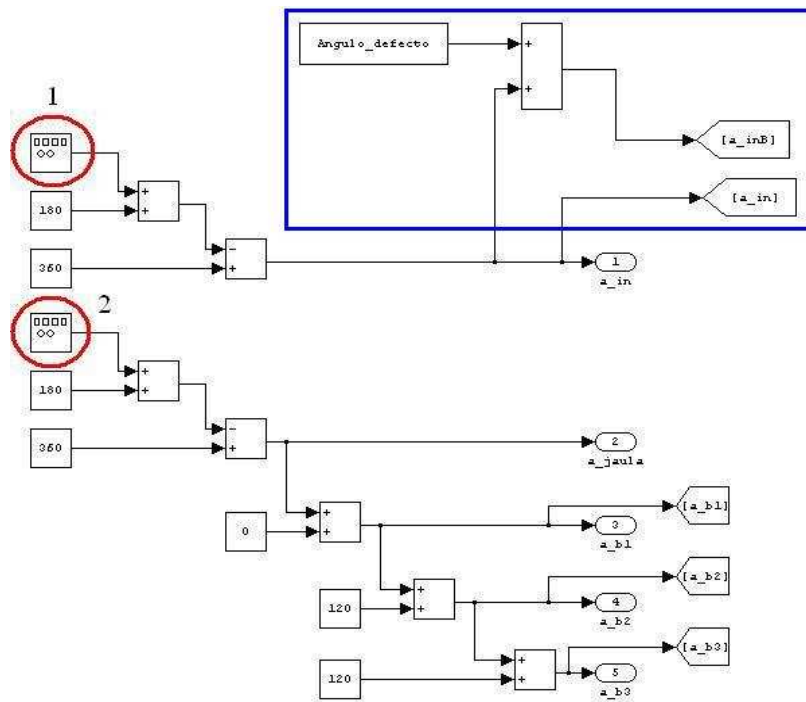 Angulo_defecto
+
+
[a_inB]
[a_in]
1
+
+
180
-
+
360
1
a_in
2
+
+
180
-
+
360
2
a_jaula
+
+
0
[a_b1]
3
a_b1
+
+
120
[a_b2]
4
a_b2
+
+
120
[a_b3]
5
a_b3